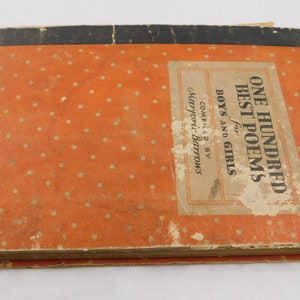 ONE HUNDRED
BEST POEMS
for
BOYS AND GIRLS
COMPILED BY
Marjorie Barrows